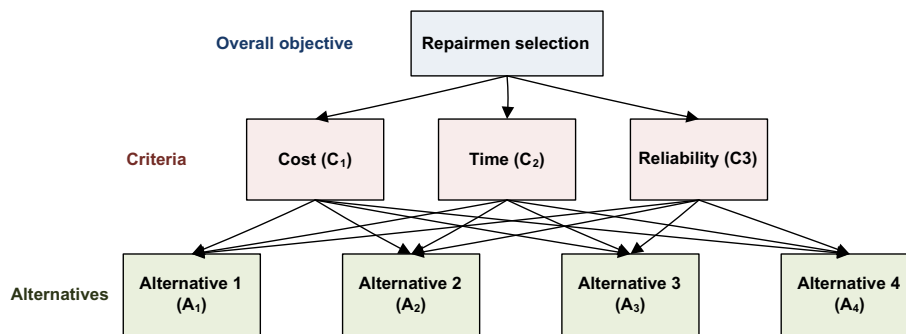 Overall objective
Repairmen selection
Criteria
Cost (C₁)
Time (C₂)
Reliability (C3)
Alternatives
Alternative 1
(A₁)
Alternative 2
(A₂)
Alternative 3
(A₃)
Alternative 4
(A₄)